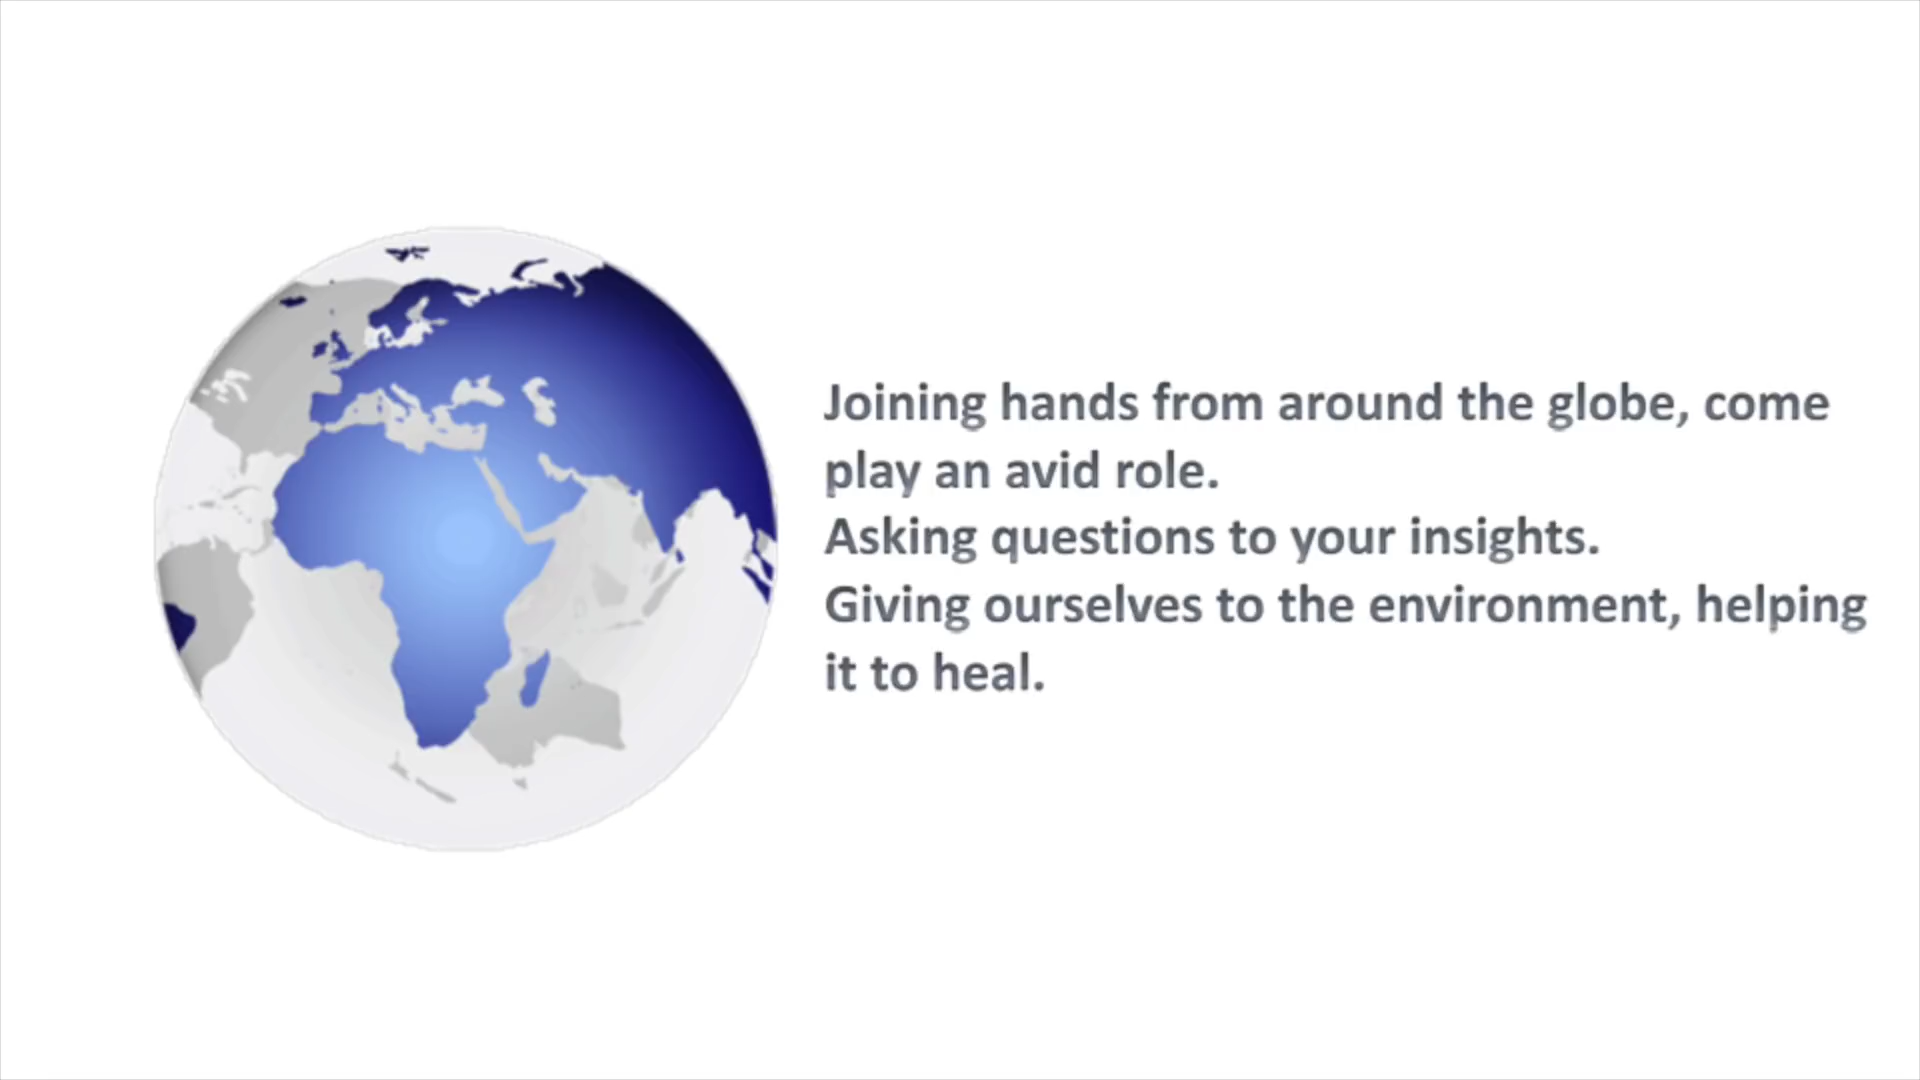 Joining hands from around the globe, come
play an avid role.
Asking questions to your insights.
Giving ourselves to the environment, helping
it to heal.